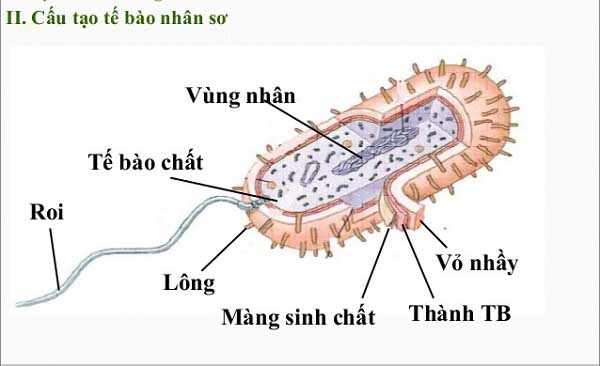 II. Cấu tạo tế bào nhân sơ
Vùng nhân
Tế bào chất
Roi
Lông
Màng sinh chất
Thành TB
Vỏ nhầy